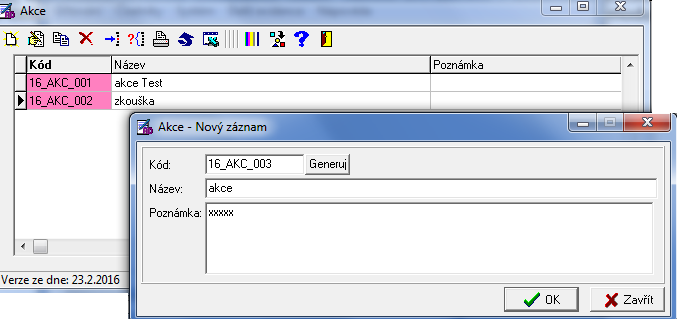 Akce
Kód Název Poznámka
16_AKC_001 akce Test
16_AKC_002 zkouška
Akce - Nový záznam
Kód: 16_AKC_003 Generuj
Název: akce
Poznámka: xxxxx
Verze ze dne: 23.2.2016
OK Zavřít